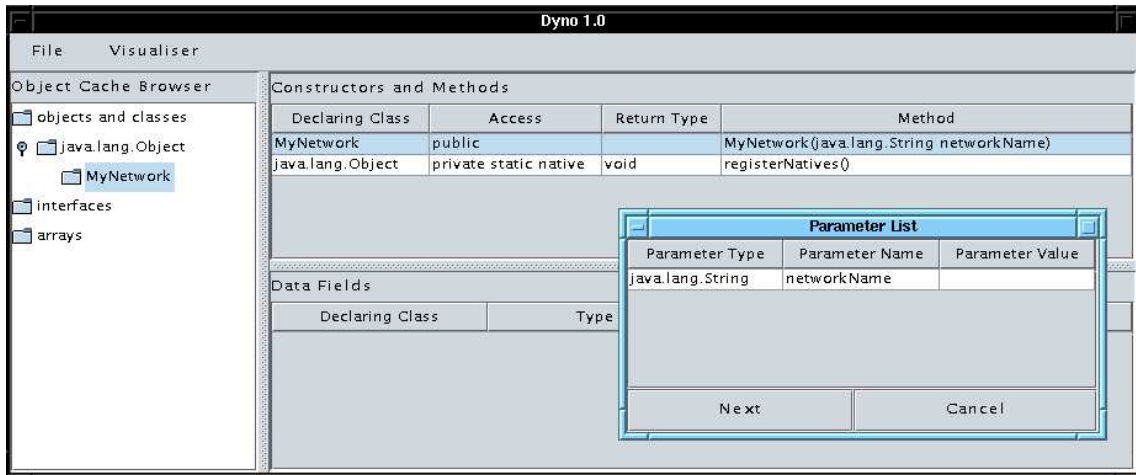 Dyno 1.0
File Visualiser
Object Cache Browser
objects and classes
java.lang.Object
MyNetwork
interfaces
arrays
Constructors and Methods
Declaring Class Access Return Type Method
MyNetwork public MyNetwork(java.lang.String networkName)
java.lang.Object private static native void registerNatives()
Data Fields
Declaring Class Type
Parameter List
Parameter Type Parameter Name Parameter Value
java.lang.String networkName
Next Cancel